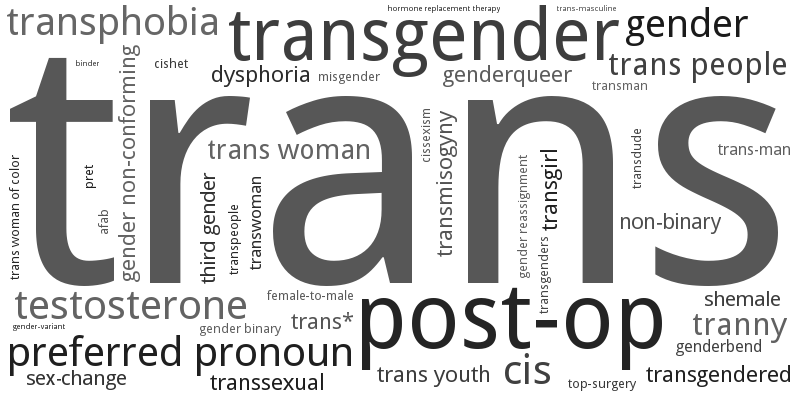 hormone replacement therapy
trans-masculine
transphobia
transgender
gender
binder
cishet
dysphoria
misgender
genderqueer
trans people
transman
trans
gender non-conforming
trans woman
cissexism
transmisogyny
transdude
trans-man
trans woman of color
pret
afab
third gender
transpeople
transwoman
gender reassignment
transgirl
transgenders
non-binary
testosterone
female-to-male
post-op
shemale
gender-variant
gender binary
trans*
tranny
preferred pronoun
genderbend
sex-change
transsexual
trans youth
cis
top-surgery
transgendered